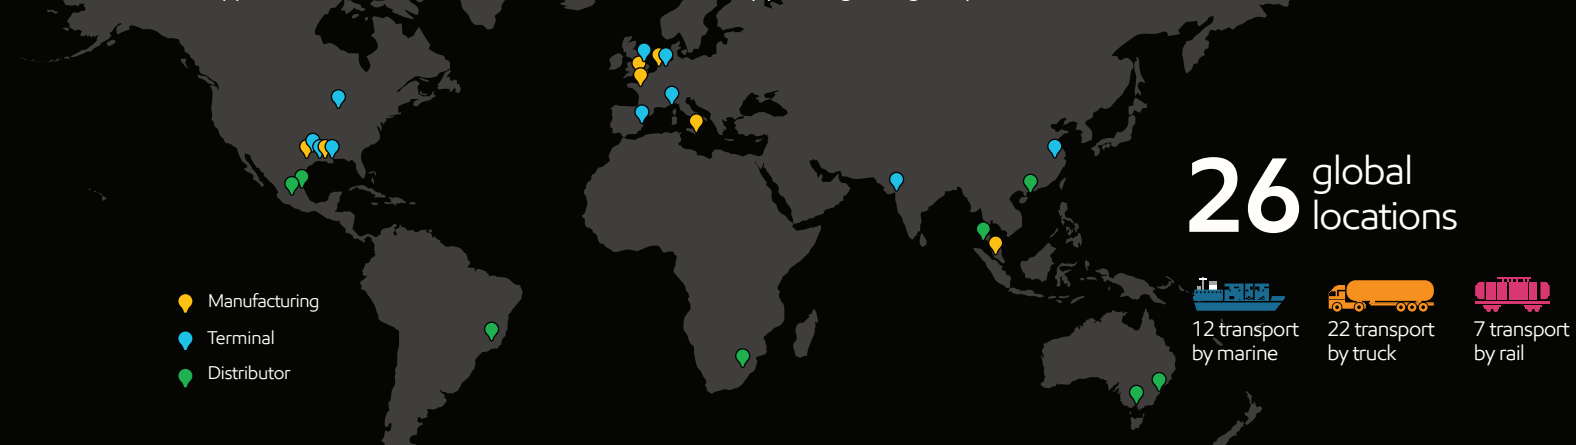 26 global
locations
Manufacturing
Terminal
Distributor
12 transport
by marine
22 transport
by truck
7 transport
by rail